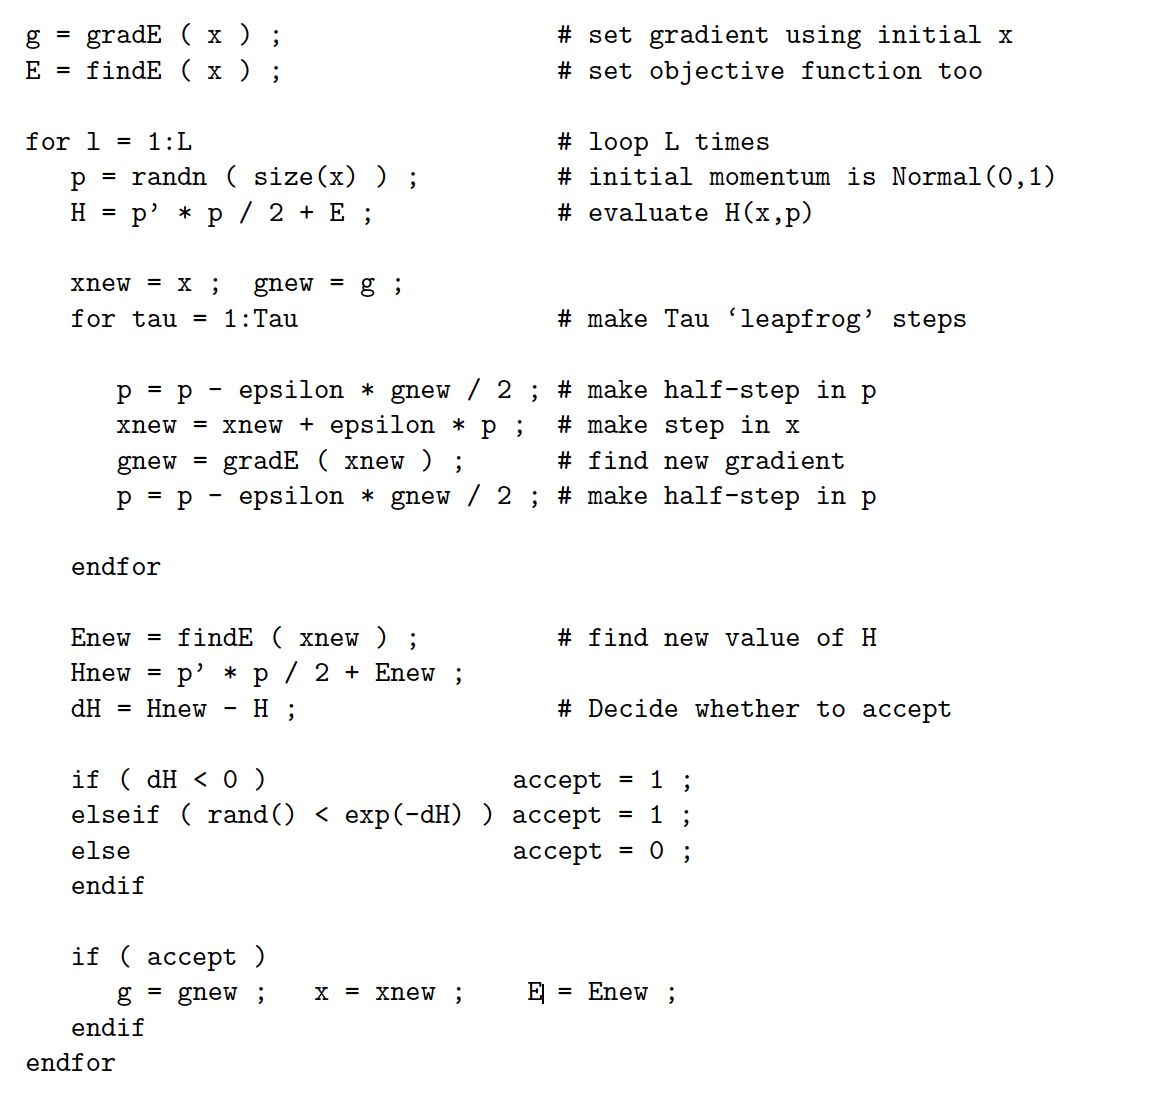 g = gradE ( x ) ; # set gradient using initial x
E = findE ( x ) ; # set objective function too
for l = 1:L # loop L times
p = randn ( size(x) ) ; # initial momentum is Normal(0,1)
H = p’ * p / 2 + E ; # evaluate H(x,p)
xnew = x ; gnew = g ;
for tau = 1:Tau # make Tau ‘leapfrog’ steps
p = p - epsilon * gnew / 2 ; # make half-step in p
xnew = xnew + epsilon * p ; # make step in x
gnew = gradE ( xnew ) ; # find new gradient
p = p - epsilon * gnew / 2 ; # make half-step in p
endfor
Enew = findE ( xnew ) ; # find new value of H
Hnew = p’ * p / 2 + Enew ;
dH = Hnew - H ; # Decide whether to accept
if ( dH < 0 ) accept = 1 ;
elseif ( rand() < exp(-dH) ) accept = 1 ;
else accept = 0 ;
endif
if ( accept )
g = gnew ; x = xnew ; E = Enew ;
endif
endfor